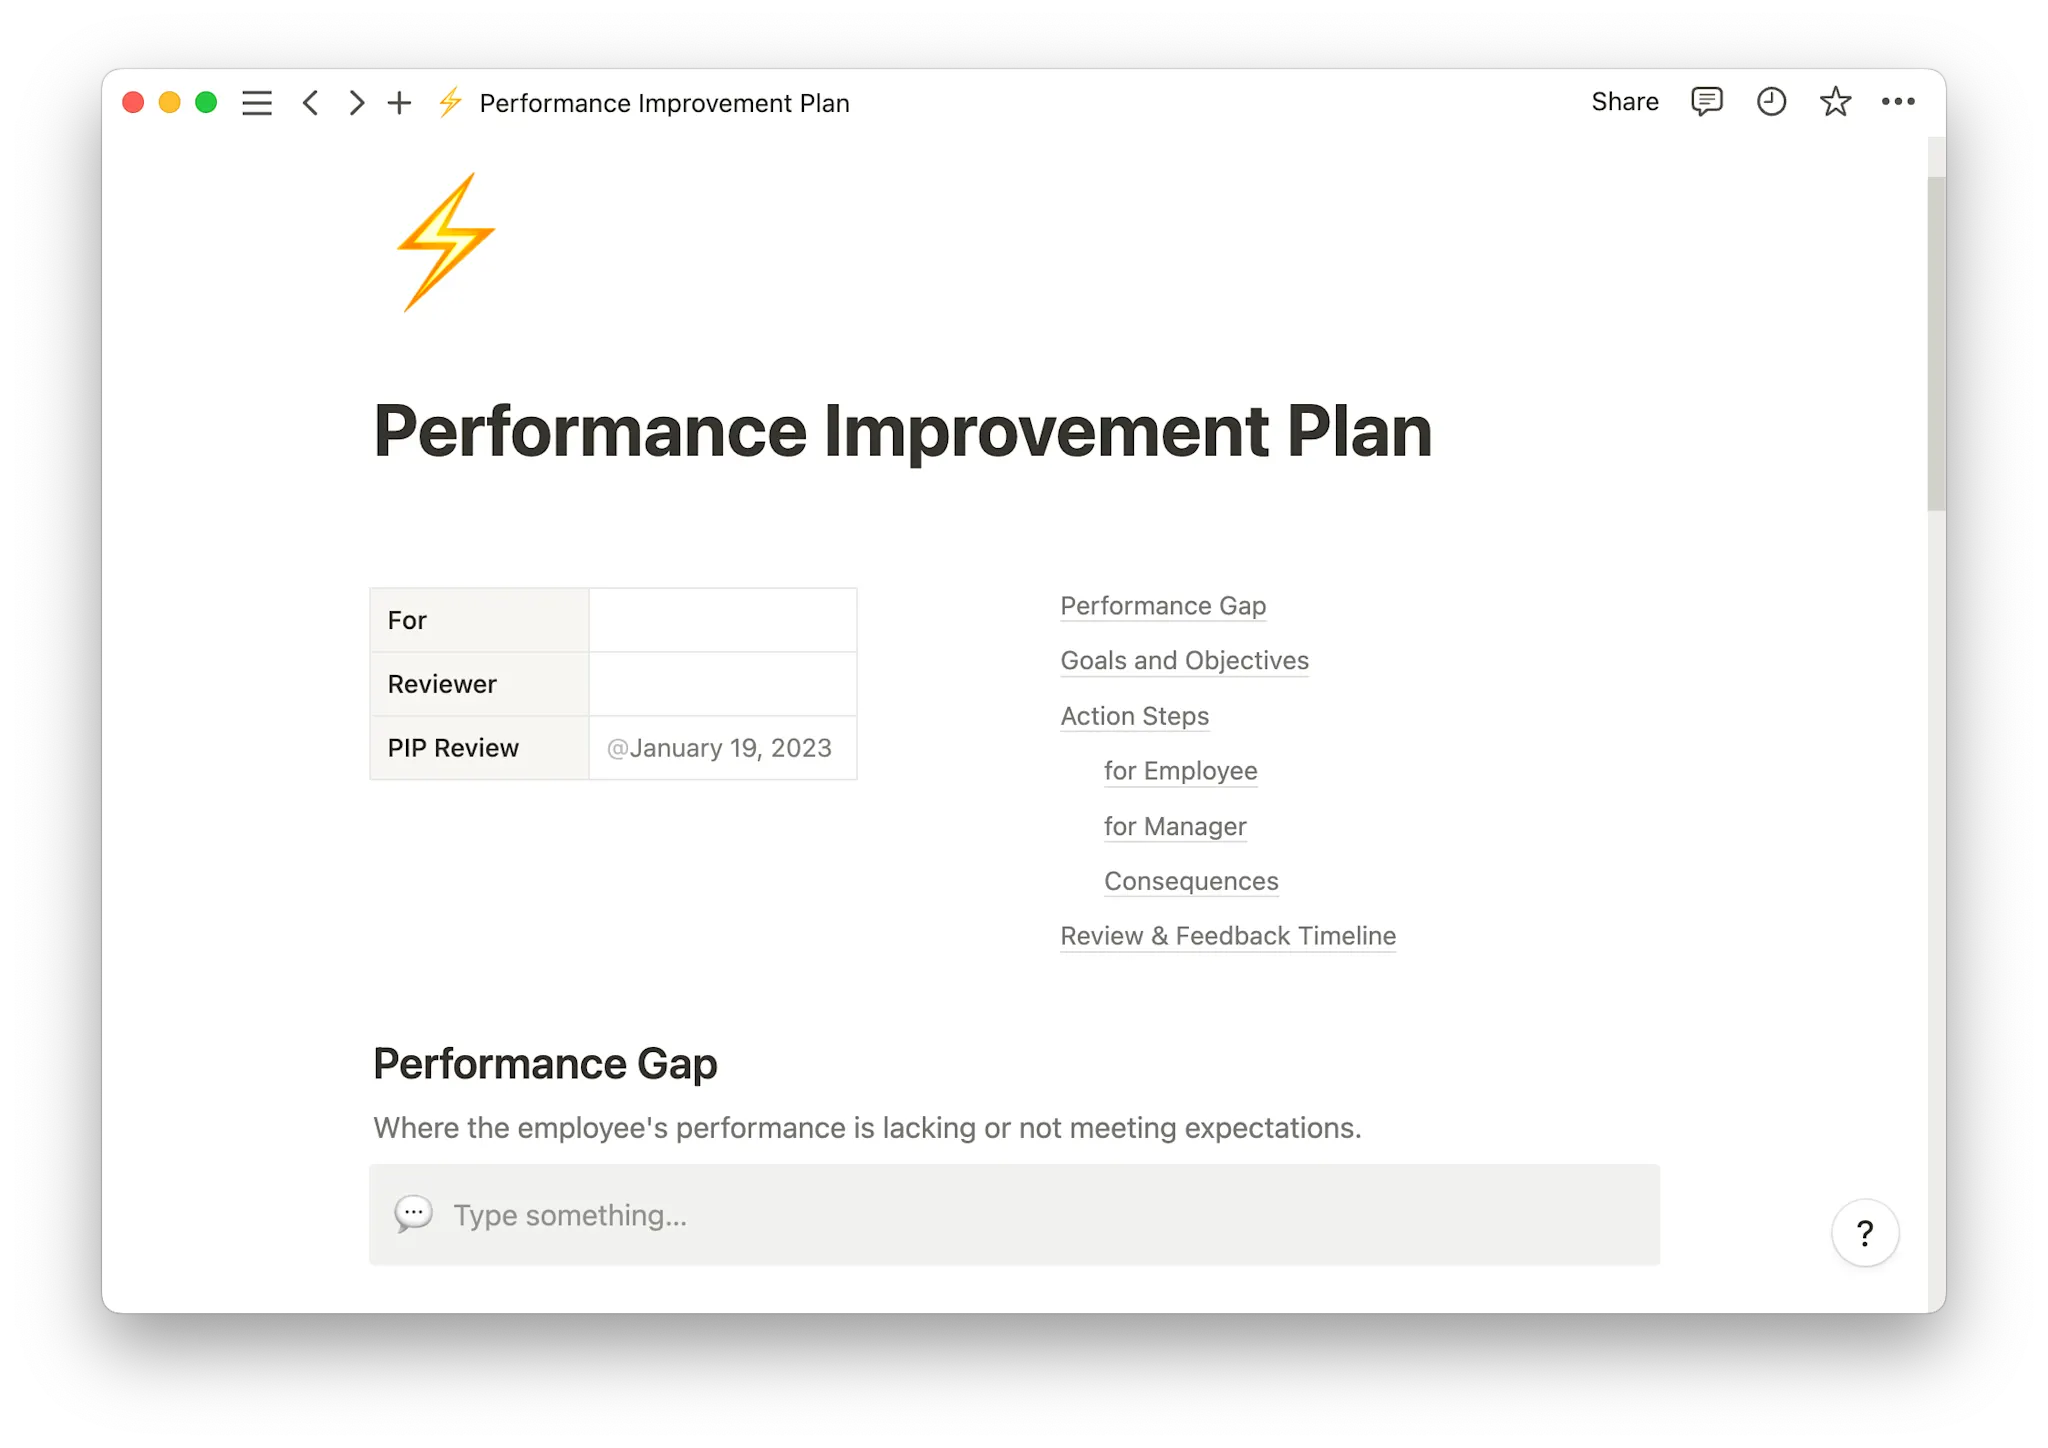 Performance Improvement Plan
Share
Performance Improvement Plan
For
Reviewer
PIP Review @January 19, 2023
Performance Gap
Goals and Objectives
Action Steps
for Employee
for Manager
Consequences
Review & Feedback Timeline
Performance Gap
Where the employee's performance is lacking or not meeting expectations.
Type something...
?